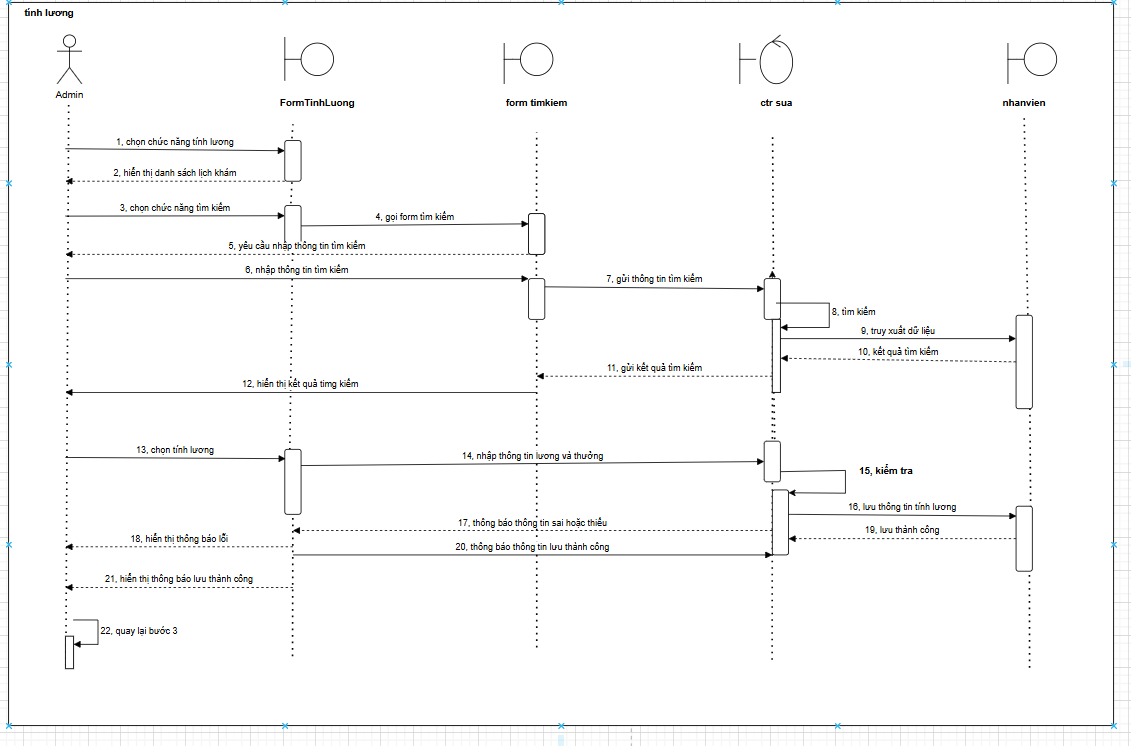 tính lương
Admin
FormTinhLuong
form timkiem
ctr sua
nhanvien
1, chọn chức năng tính lương
2, hiển thị danh sách lịch khám
3, chọn chức năng tìm kiếm
4, gọi form tìm kiếm
5, yêu cầu nhập thông tin tìm kiếm
6, nhập thông tin tìm kiếm
7, gửi thông tin tìm kiếm
8, tìm kiếm
9, truy xuất dữ liệu
10, kết quả tìm kiếm
11, gửi kết quả tìm kiếm
12, hiển thị kết quả timg kiếm
13, chọn tính lương
14, nhập thông tin lương và thưởng
15, kiểm tra
16, lưu thông tin tính lương
17, thông báo thông tin sai hoặc thiếu
18, hiển thị thông báo lỗi
19, lưu thành công
20, thông báo thông tin lưu thành công
21, hiển thị thông báo lưu thành công
22, quay lại bước 3